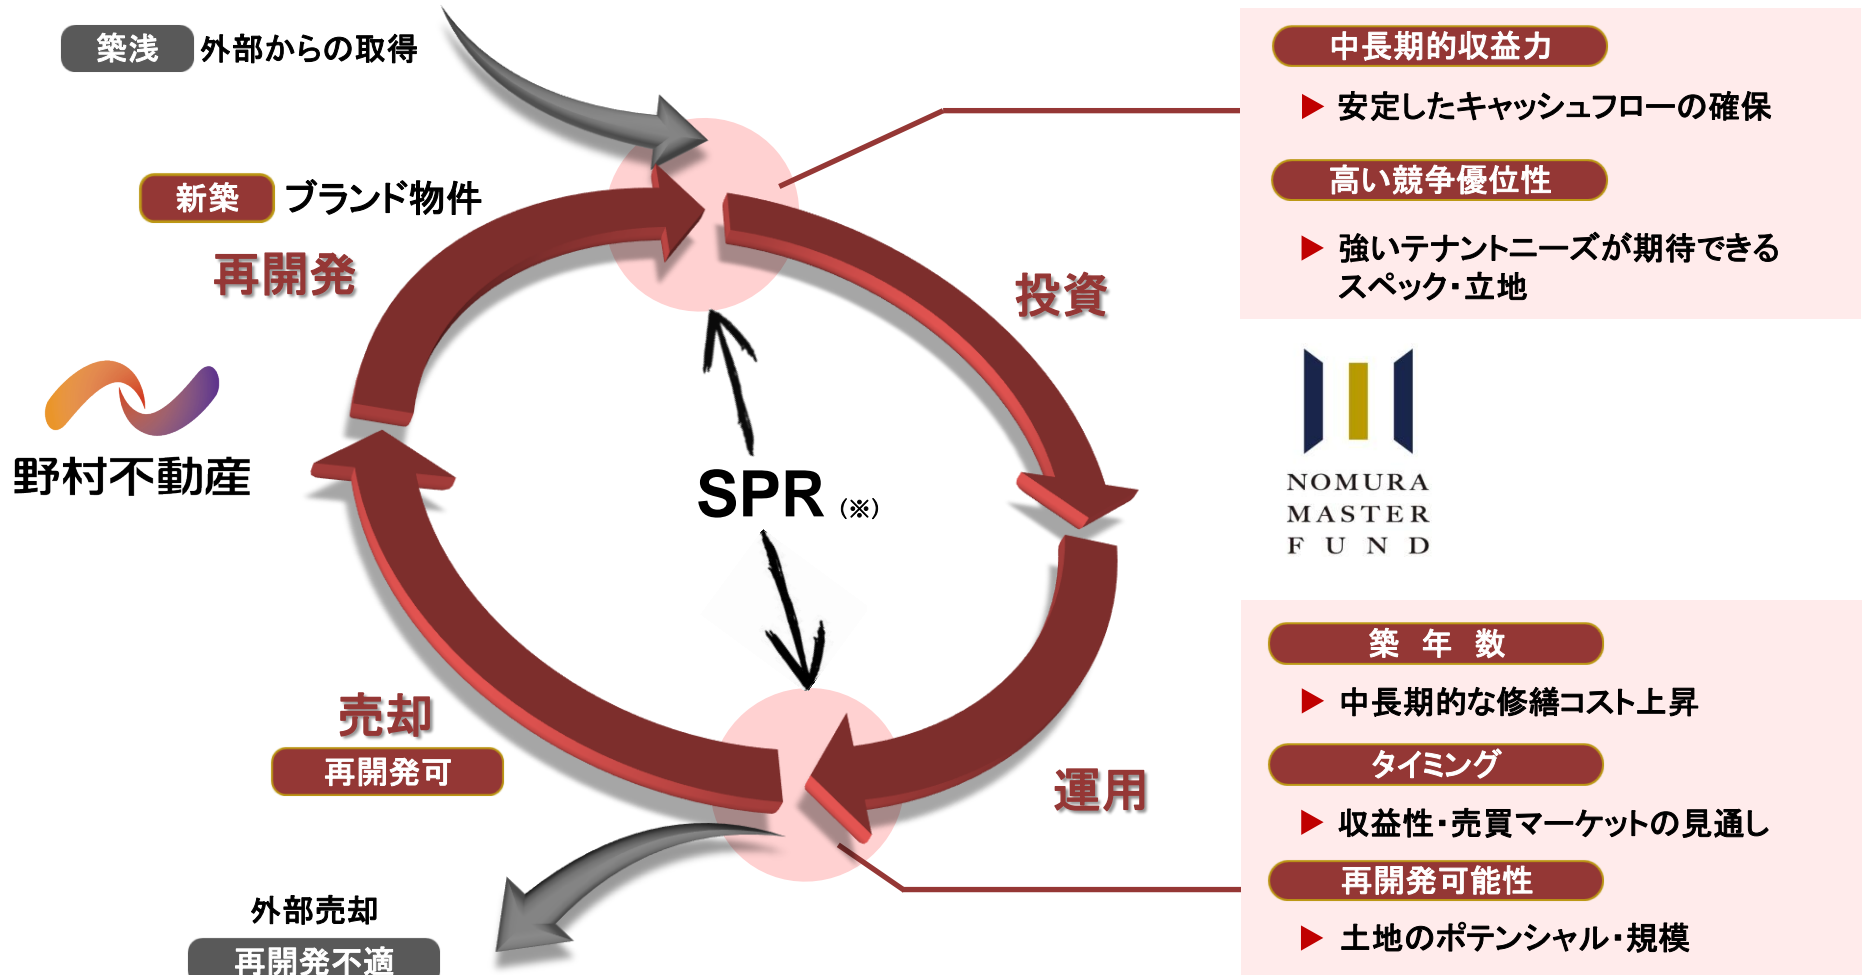 築浅 外部からの取得
新築 ブランド物件
再開発
投資
中長期的収益力
▶ 安定したキャッシュフローの確保
高い競争優位性
▶ 強いテナントニーズが期待できる
スペック・立地
野村不動産
SPR (※)
NOMURA
MASTER
FUND
売却
再開発可
運用
外部売却
再開発不適
築 年 数
▶ 中長期的な修繕コスト上昇
タイミング
▶ 収益性・売買マーケットの見通し
再開発可能性
▶ 土地のポテンシャル・規模